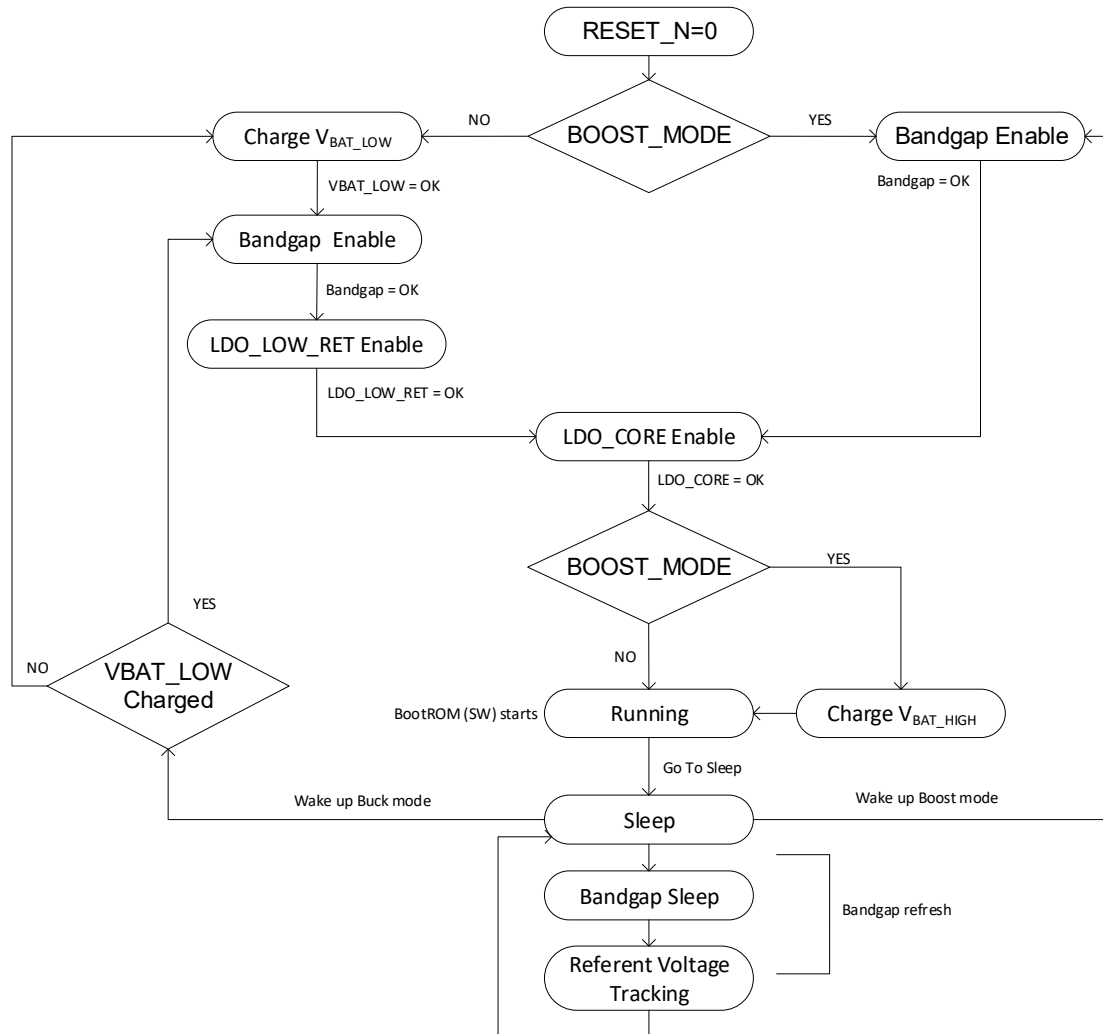 RESET_N=0
BOOST_MODE
NO
YES
Charge VBAT_LOW
Bandgap Enable
VBAT_LOW = OK
Bandgap = OK
Bandgap Enable
Bandgap = OK
LDO_LOW_RET Enable
LDO_LOW_RET = OK
LDO_CORE Enable
LDO_CORE = OK
BOOST_MODE
YES
NO
YES
NO
VBAT_LOW
Charged
BootROM (SW) starts
Running
Charge VBAT_HIGH
Go To Sleep
Wake up Buck mode
Sleep
Wake up Boost mode
Bandgap Sleep
Bandgap refresh
Referent Voltage
Tracking